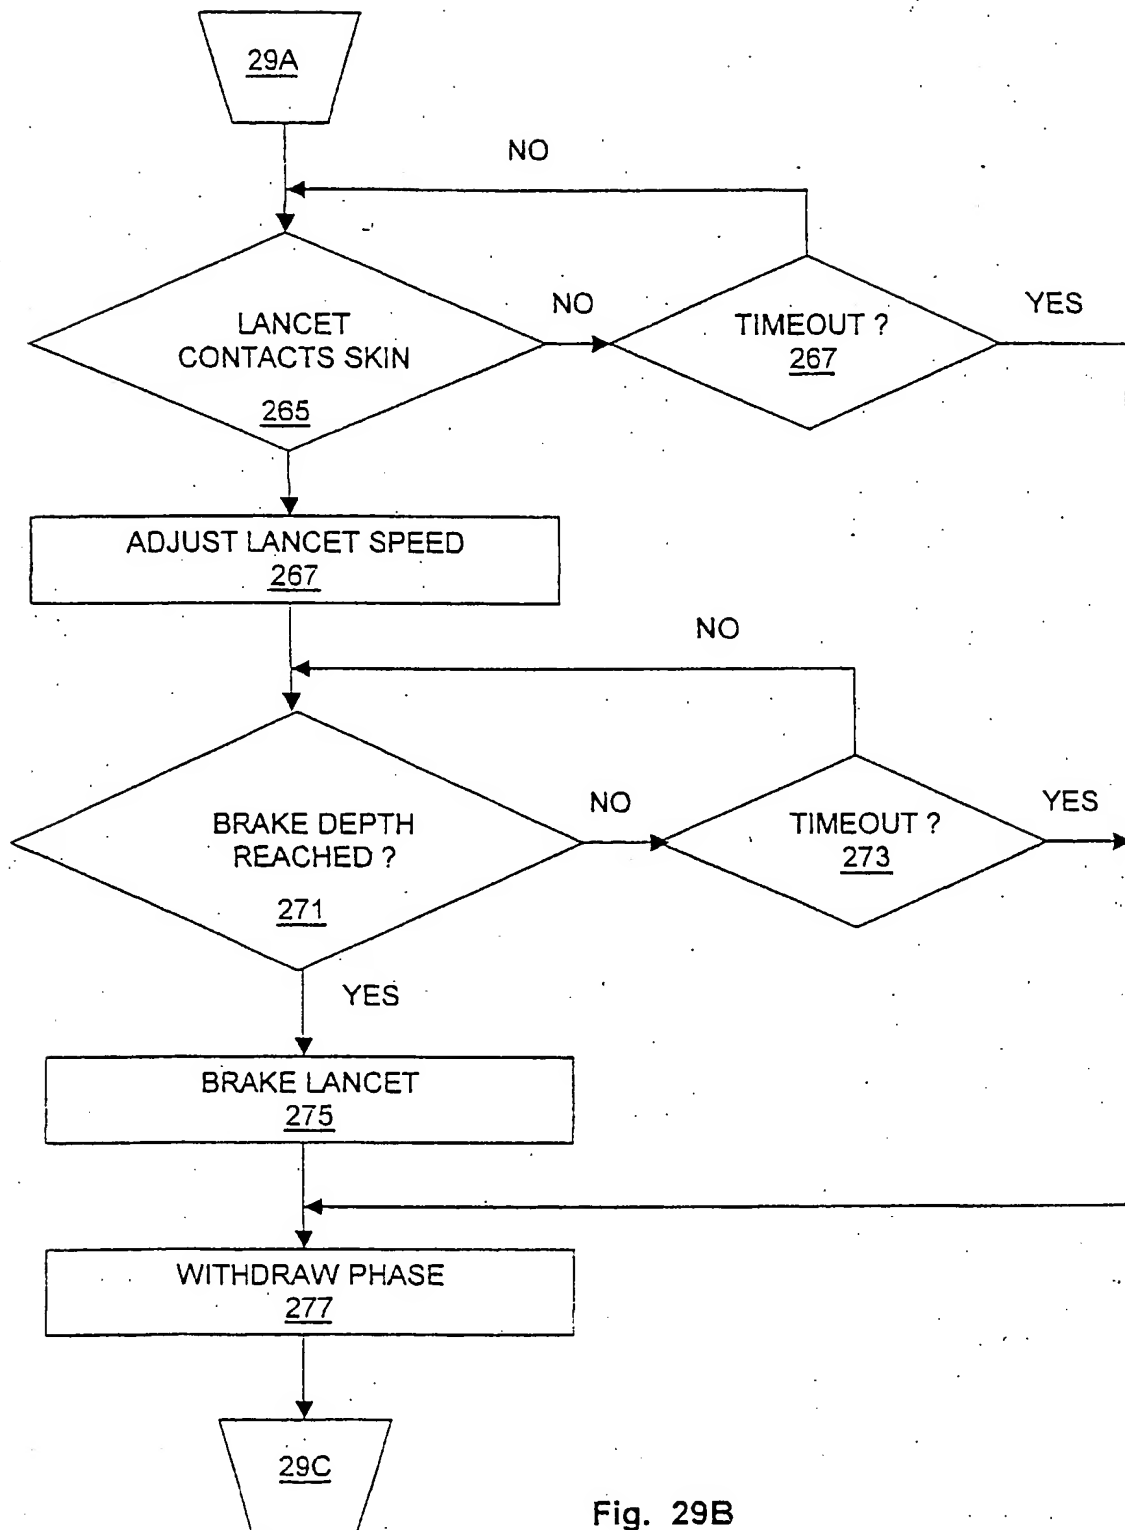 29A
NO
LANCET
CONTACTS SKIN
265
NO
TIMEOUT ?
267
YES
ADJUST LANCET SPEED
267
NO
BRAKE DEPTH
REACHED ?
271
NO
TIMEOUT ?
273
YES
YES
BRAKE LANCET
275
WITHDRAW PHASE
277
29C
Fig. 29B